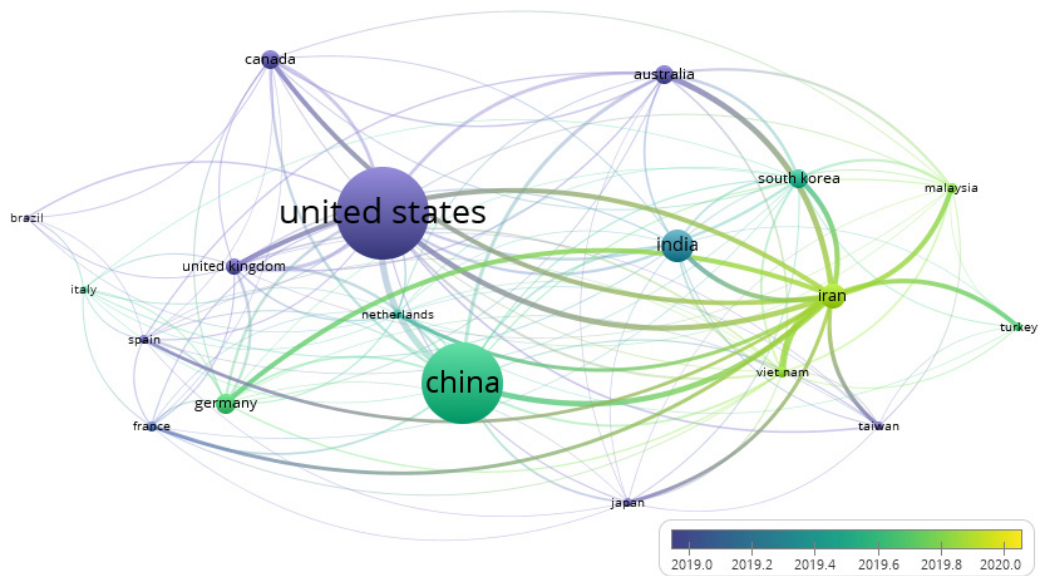 canada
australia
south korea
malaysia
united states
brazil
india
united kingdom
italy
iran
netherlands
turkey
spain
viet nam
china
germany
france
taiwan
japan
2019.0 2019.2 2019.4 2019.6 2019.8 2020.0